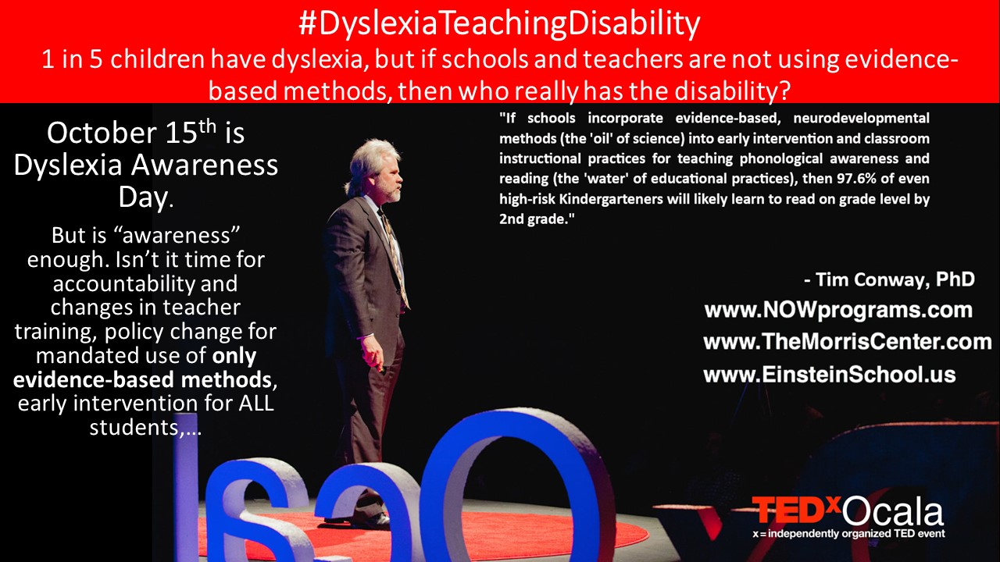 #DyslexiaTeachingDisability
1 in 5 children have dyslexia, but if schools and teachers are not using evidence-
based methods, then who really has the disability?
October 15th is
Dyslexia Awareness
Day.
But is “awareness”
enough. Isn’t it time for
accountability and
changes in teacher
training, policy change for
mandated use of only
evidence-based methods,
early intervention for ALL
students,...
"If schools incorporate evidence-based, neurodevelopmental
methods (the 'oil' of science) into early intervention and classroom
instructional practices for teaching phonological awareness and
reading (the 'water' of educational practices), then 97.6% of even
high-risk Kindergarteners will likely learn to read on grade level by
2nd grade."
- Tim Conway, PhD
www.NOWprograms.com
www.TheMorrisCenter.com
www.EinsteinSchool.us
TEDxOcala
x = independently organized TED event